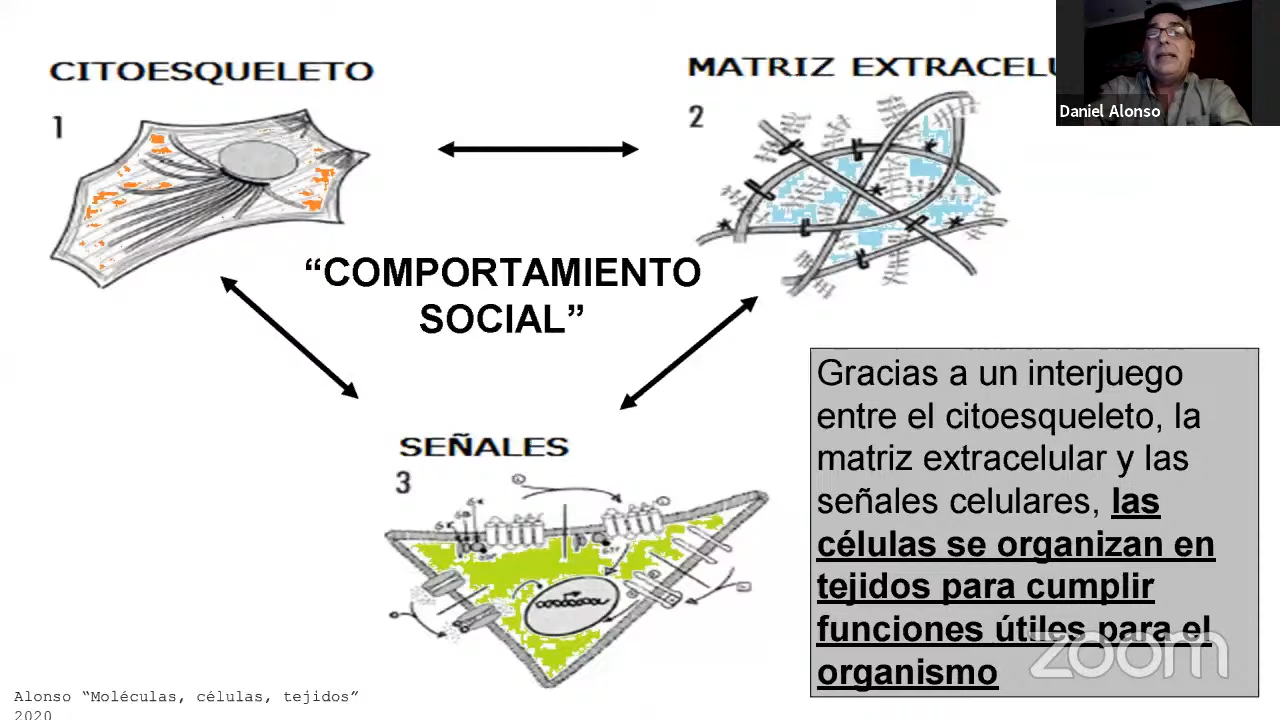 CITOESQUELETO
1
MATRIZ EXTRACELU
2
Daniel Alonso
“COMPORTAMIENTO
SOCIAL”
SEÑALES
3
Gracias a un interjuego
entre el citoesqueleto, la
matriz extracelular y las
señales celulares, las
células se organizan en
tejidos para cumplir
funciones útiles para el
organismo
zoom
Alonso “Moléculas, células, tejidos”
2020